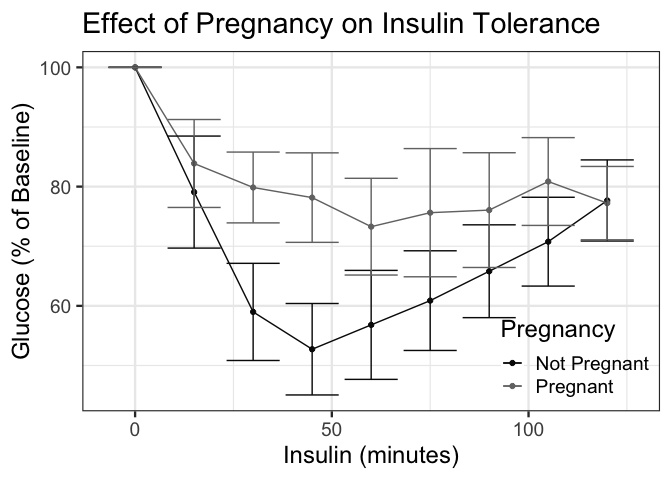 Effect of Pregnancy on Insulin Tolerance
Glucose (% of Baseline)
100
80
60
Pregnancy
Not Pregnant
Pregnant
0
50
100
Insulin (minutes)